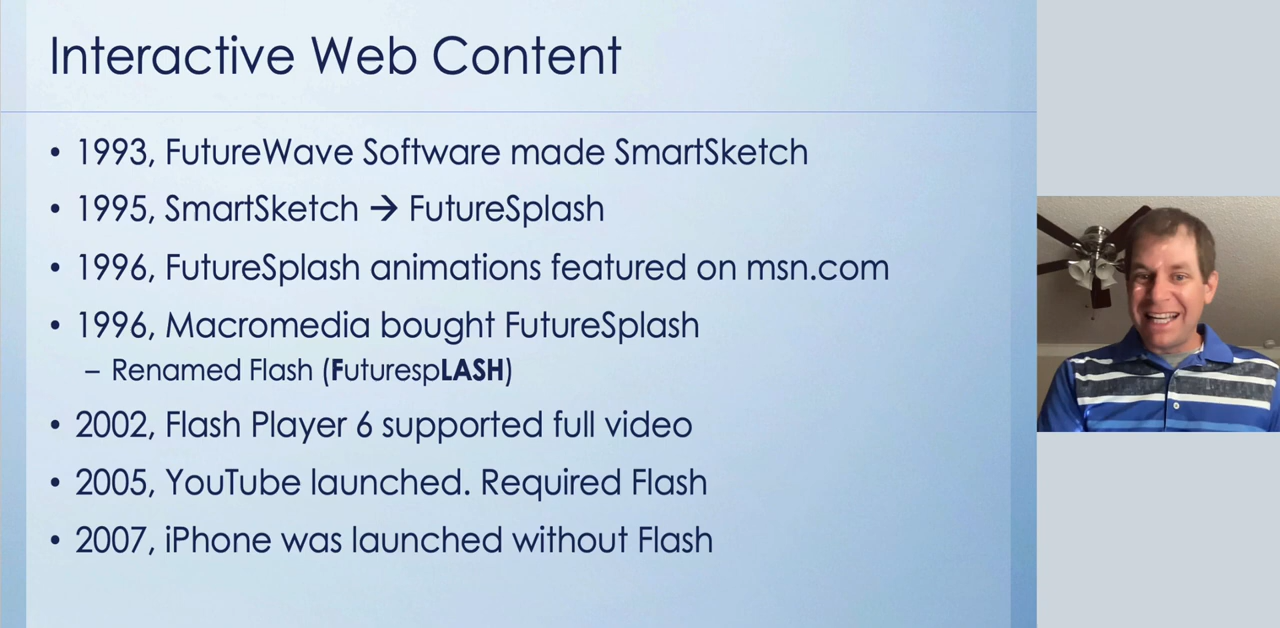 Interactive Web Content
• 1993, FutureWave Software made SmartSketch
• 1995, SmartSketch → FutureSplash
• 1996, FutureSplash animations featured on msn.com
• 1996, Macromedia bought FutureSplash
– Renamed Flash (FuturespLASH)
• 2002, Flash Player 6 supported full video
• 2005, YouTube launched. Required Flash
• 2007, iPhone was launched without Flash